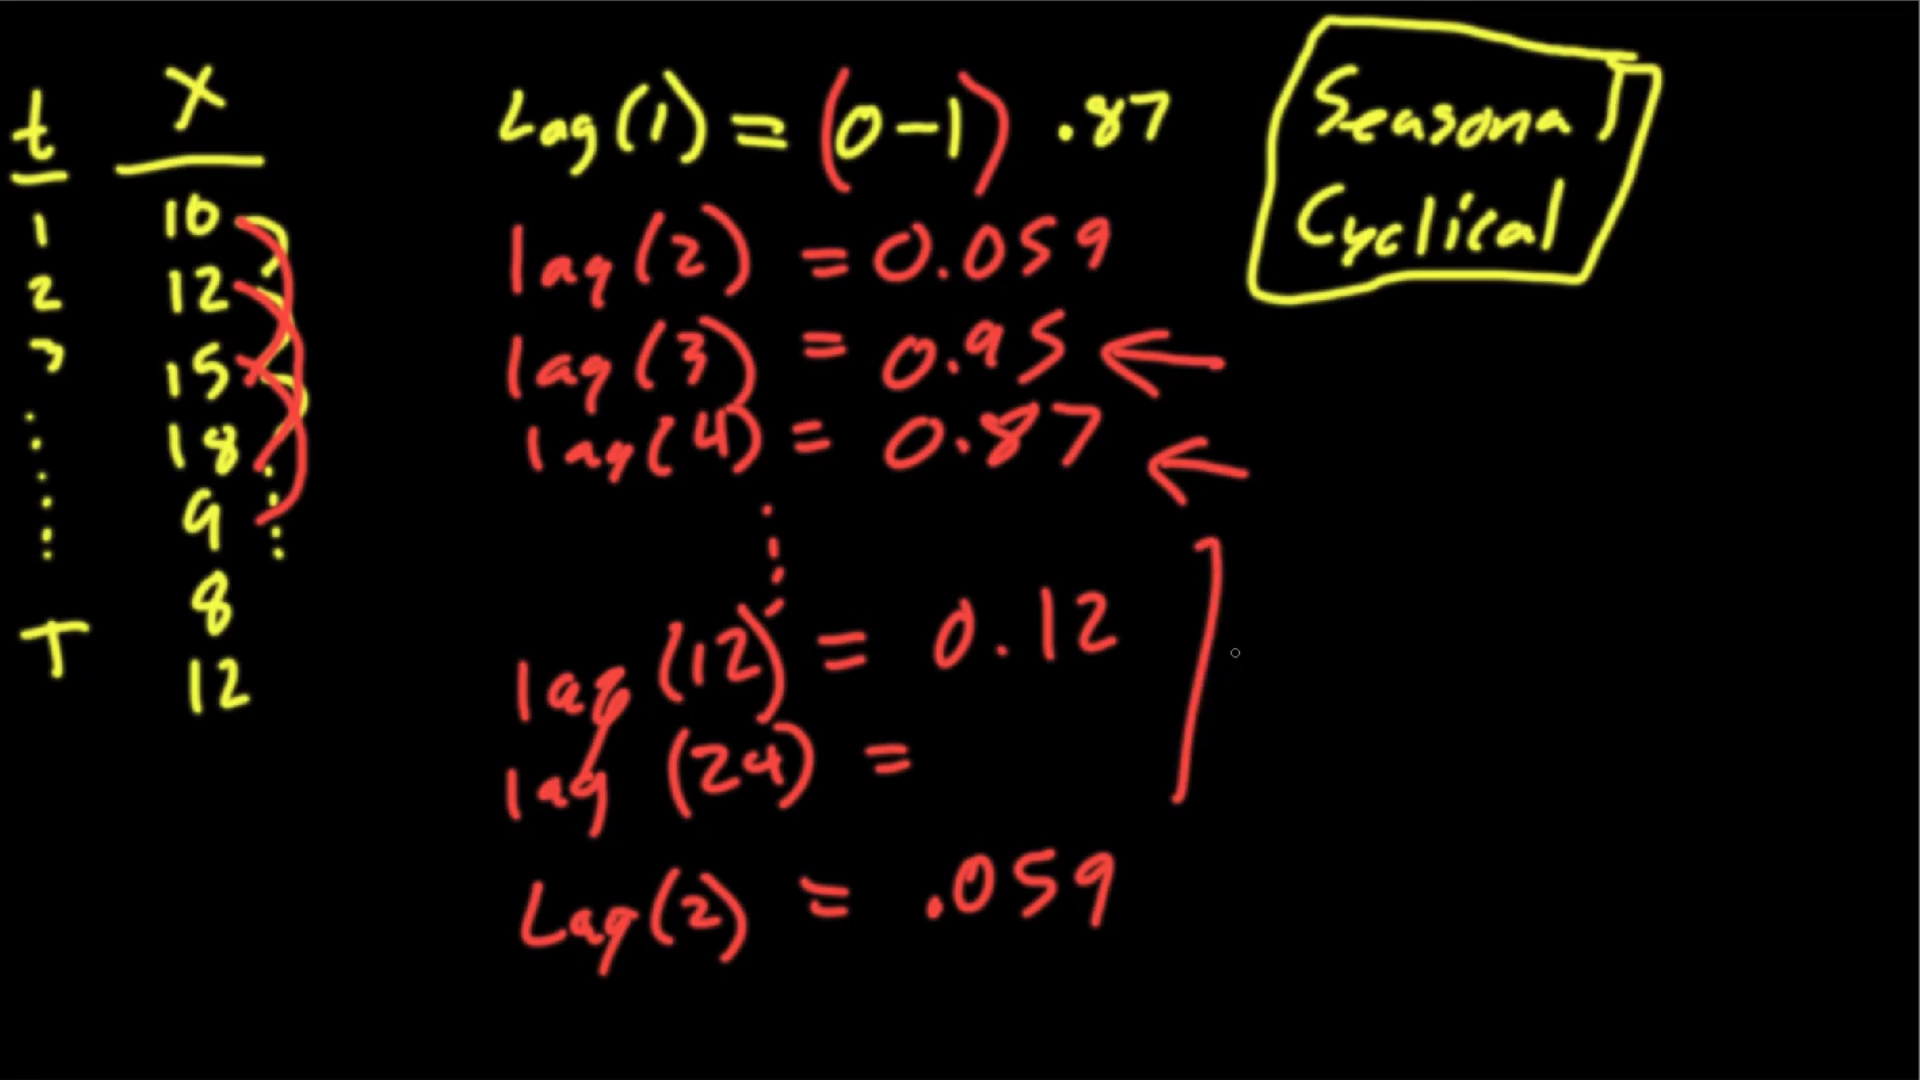 t X
1 10
2 12
3 15
18
9
8
T 12
Lag(1) = (0-1) .87
lag(2) = 0.059
lag(3) = 0.95
lag(4) = 0.87
lag(12) = 0.12
lag(24) =
Lag(2) = .059
Seasonal
Cyclical